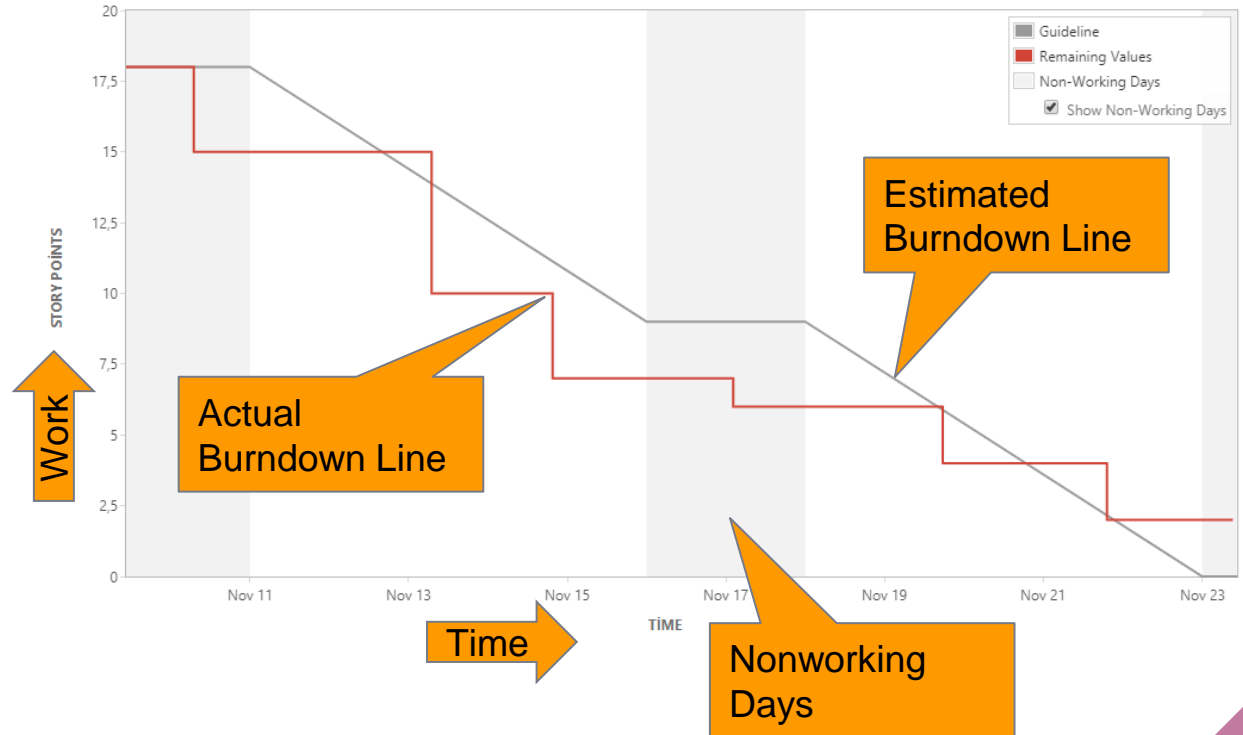 20
17,5
15
12,5
10
7,5
5
2,5
0
STORY POİNTS
Work
Guideline
Remaining Values
Non-Working Days
Show Non-Working Days
Estimated
Burndown Line
Actual
Burndown Line
Nov 11
Nov 13
Nov 15
Nov 17
Nov 19
Nov 21
Nov 23
TİME
Time
Nonworking
Days